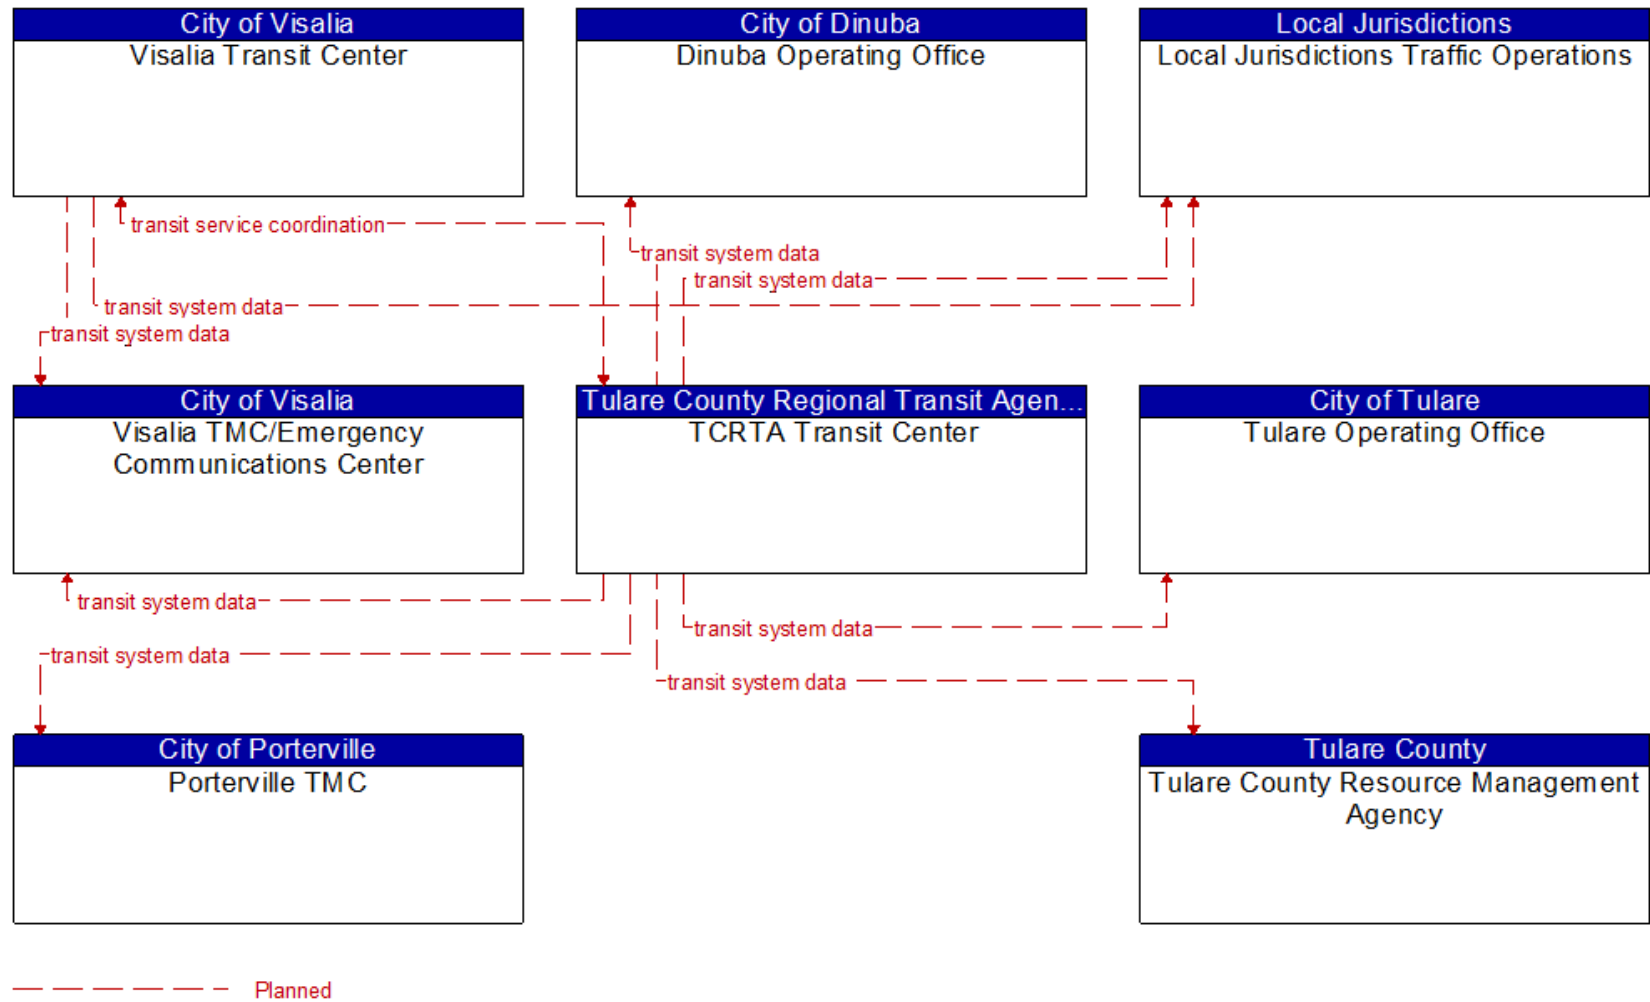 City of Visalia
Visalia Transit Center
City of Dinuba
Dinuba Operating Office
Local Jurisdictions
Local Jurisdictions Traffic Operations
transit service coordination
transit system data
transit system data
transit system data
transit system data
City of Visalia
Visalia TMC/Emergency
Communications Center
Tulare County Regional Transit Agen...
TCRTA Transit Center
City of Tulare
Tulare Operating Office
transit system data
transit system data
transit system data
transit system data
City of Porterville
Porterville TMC
Tulare County
Tulare County Resource Management
Agency
Planned